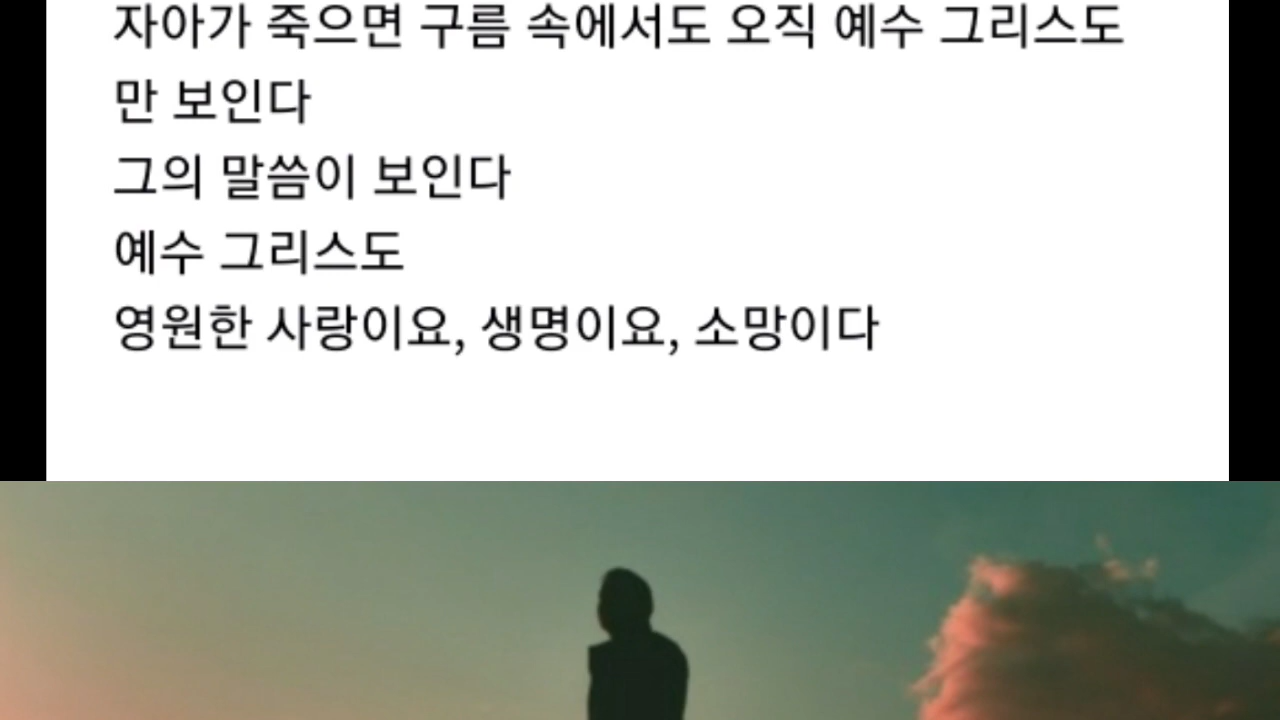 자아가 죽으면 구름 속에서도 오직 예수 그리스도
만 보인다
그의 말씀이 보인다
예수 그리스도
영원한 사랑이요, 생명이요, 소망이다